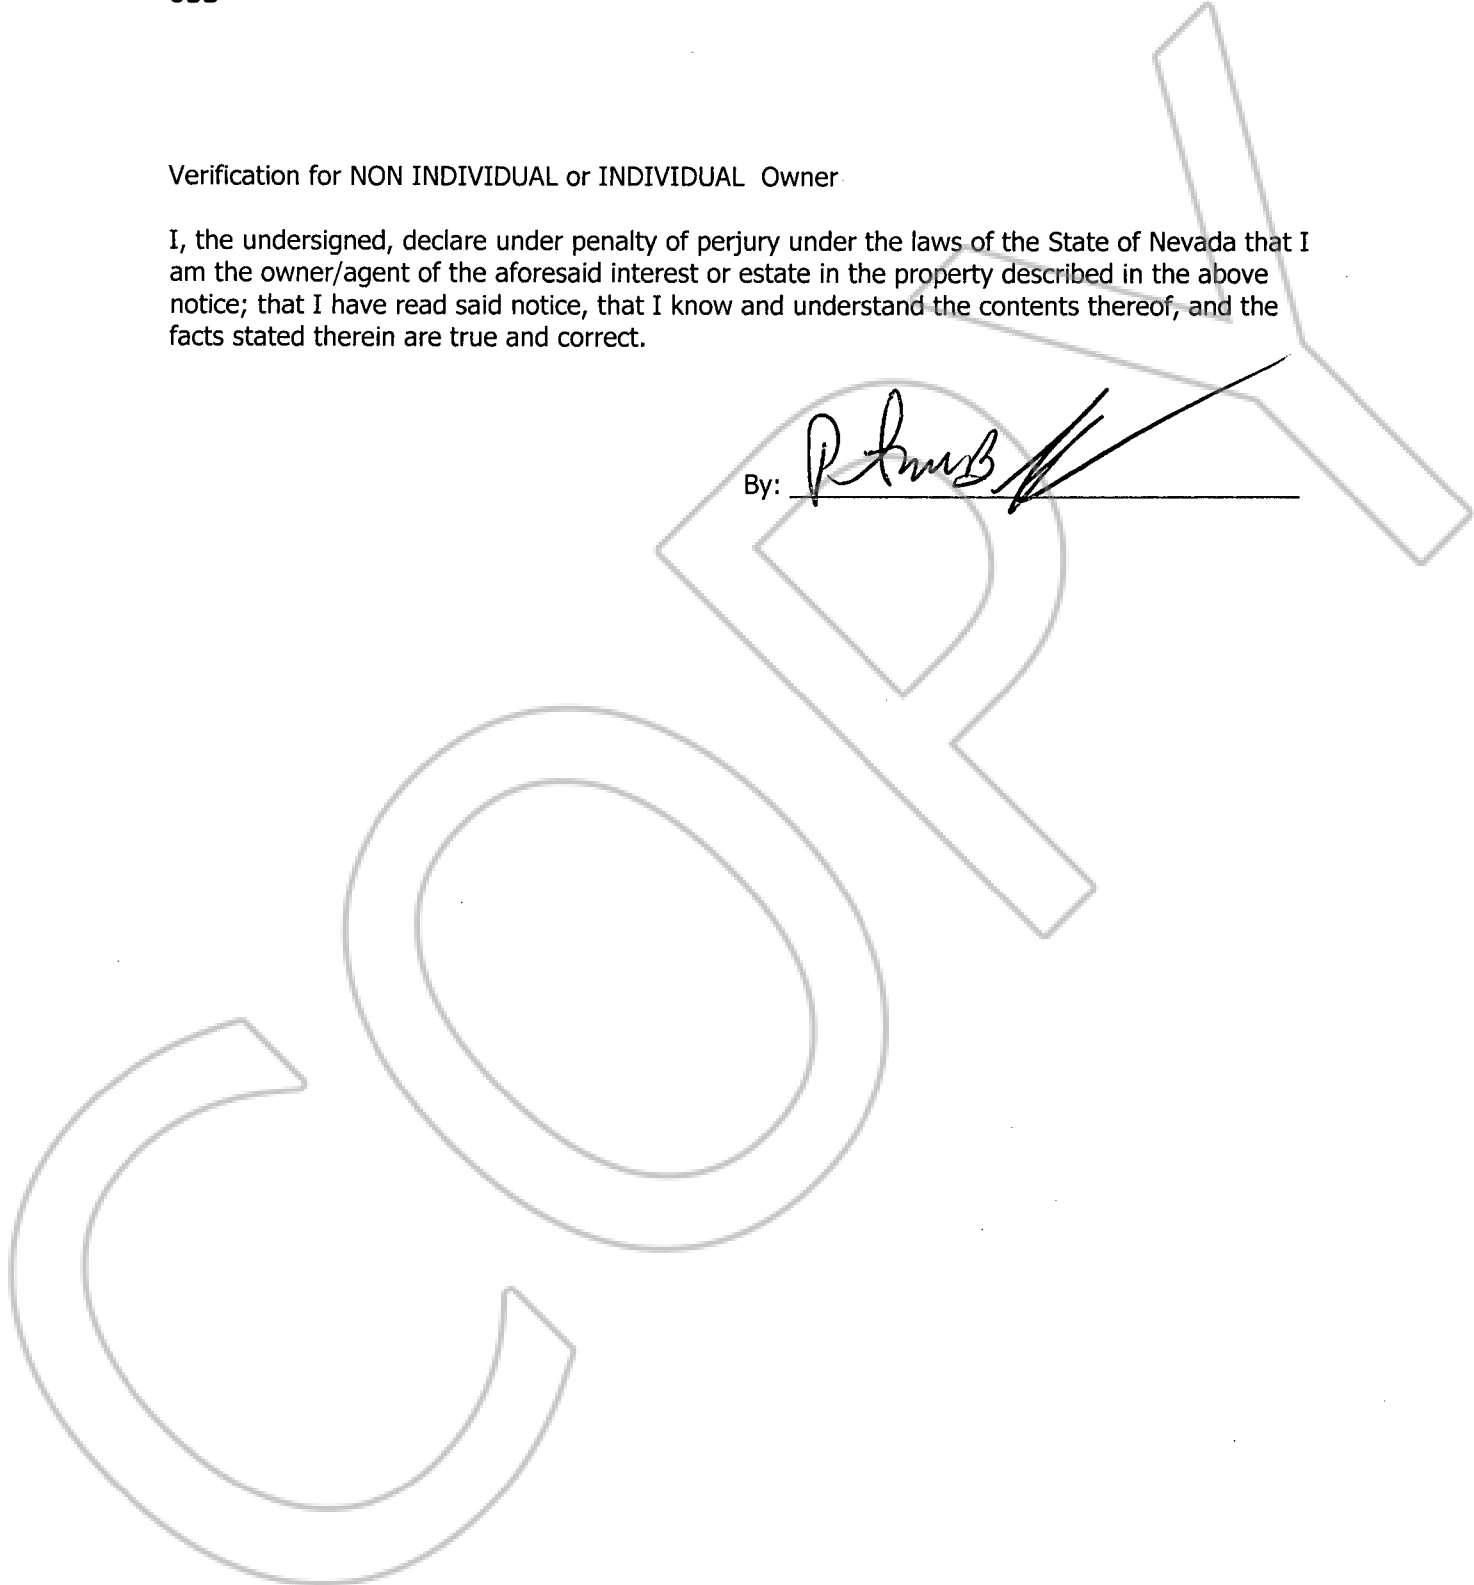 Verification for NON INDIVIDUAL or INDIVIDUAL Owner
I, the undersigned, declare under penalty of perjury under the laws of the State of Nevada that I
am the owner/agent of the aforesaid interest or estate in the property described in the above
notice; that I have read said notice, that I know and understand the contents thereof, and the
facts stated therein are true and correct.
By:
COPY